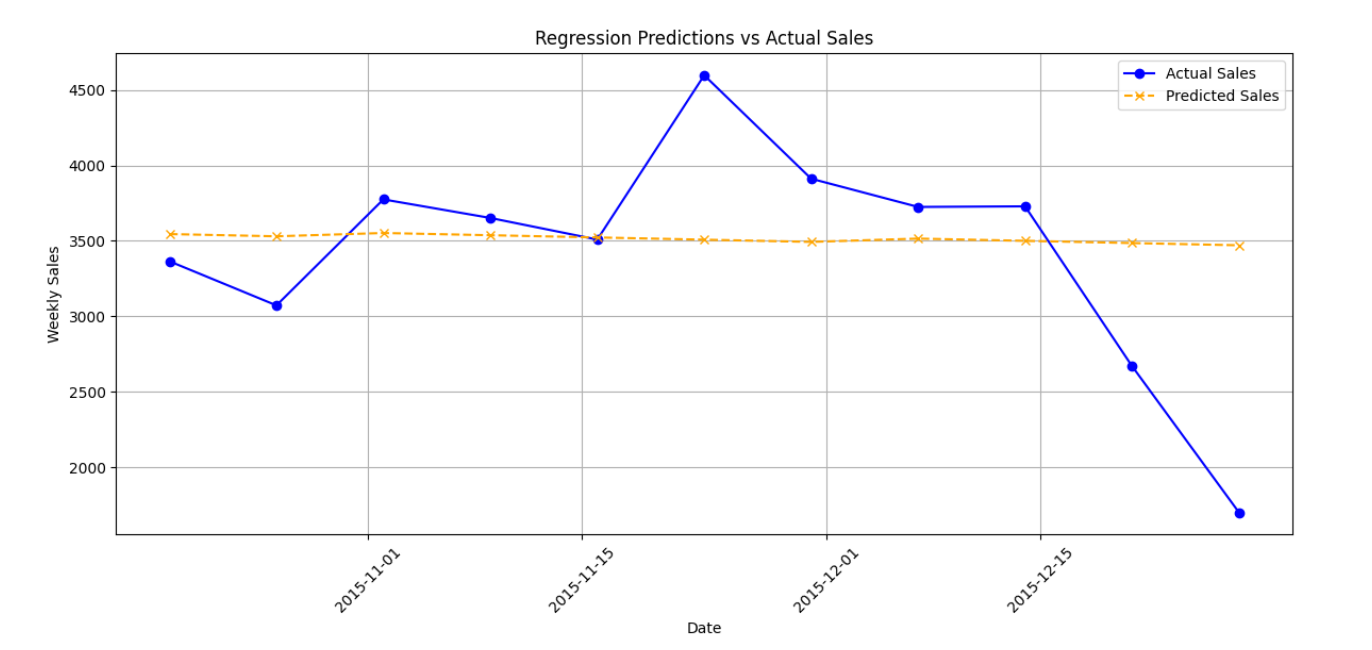 Regression Predictions vs Actual Sales
Actual Sales
Predicted Sales
Weekly Sales
4500
4000
3500
3000
2500
2000
2015-11-01
2015-11-15
2015-12-01
2015-12-15
Date